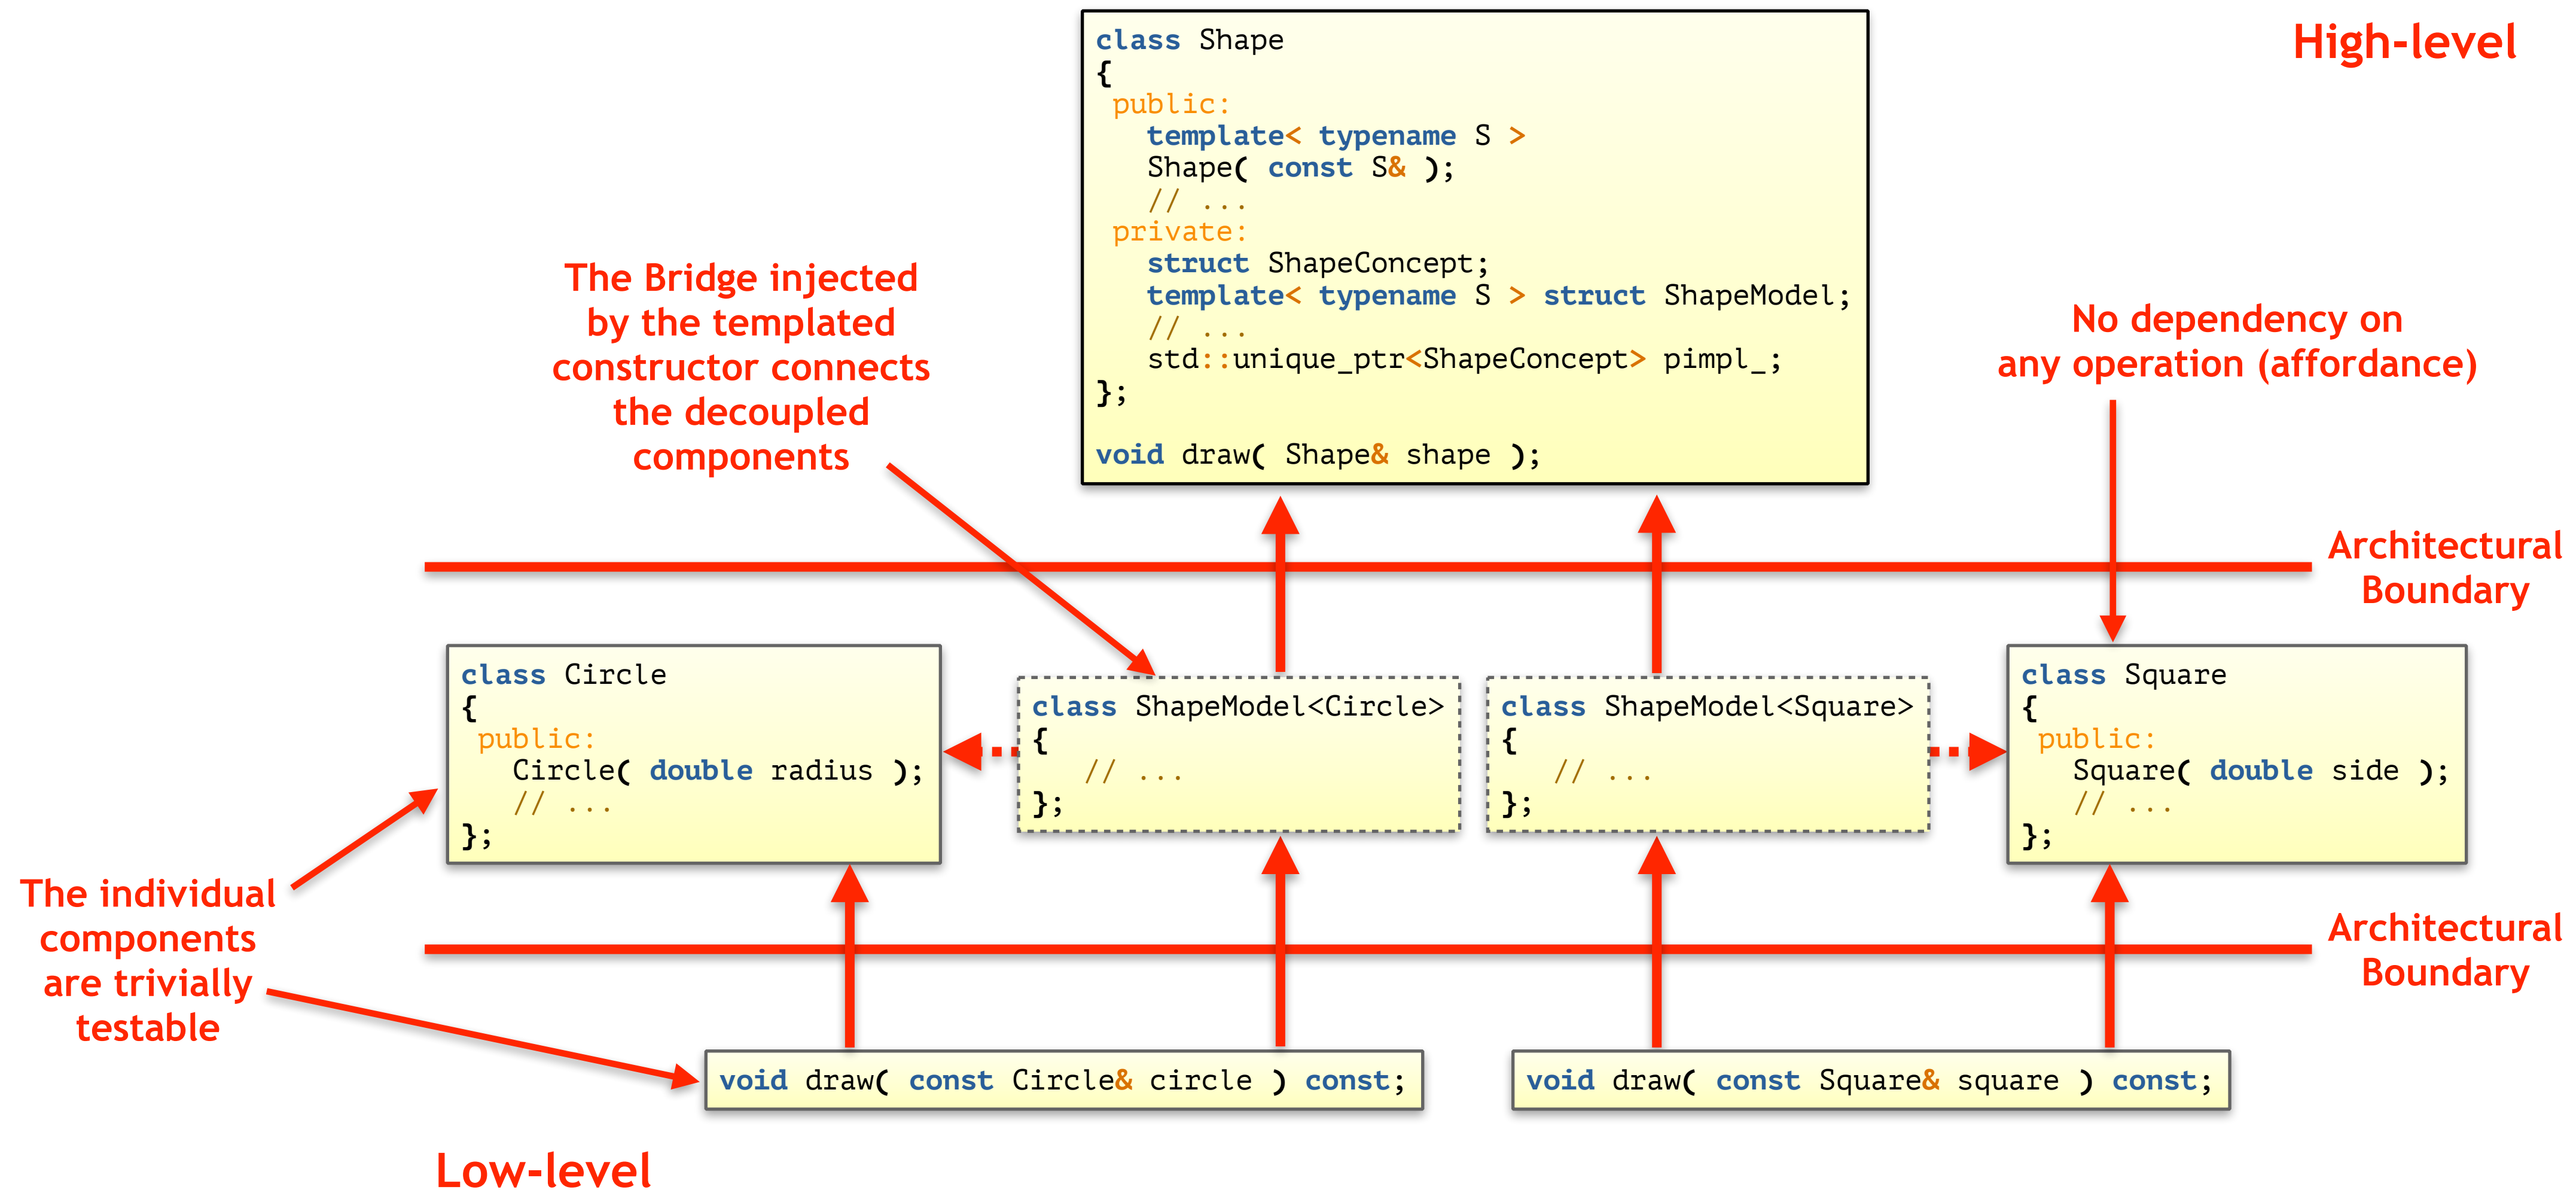 High-level
class Shape
{
public:
template< typename S >
Shape( const S& );
// ...
private:
struct ShapeConcept;
template< typename S > struct ShapeModel;
// ...
std::unique_ptr<ShapeConcept> pimpl_;
};
void draw( Shape& shape );
The Bridge injected
by the templated
constructor connects
the decoupled
components
No dependency on
any operation (affordance)
Architectural
Boundary
class Circle
{
public:
Circle( double radius );
// ...
};
class ShapeModel<Circle>
{
// ...
};
class ShapeModel<Square>
{
// ...
};
class Square
{
public:
Square( double side );
// ...
};
The individual
components
are trivially
testable
Architectural
Boundary
void draw( const Circle& circle ) const;
void draw( const Square& square ) const;
Low-level